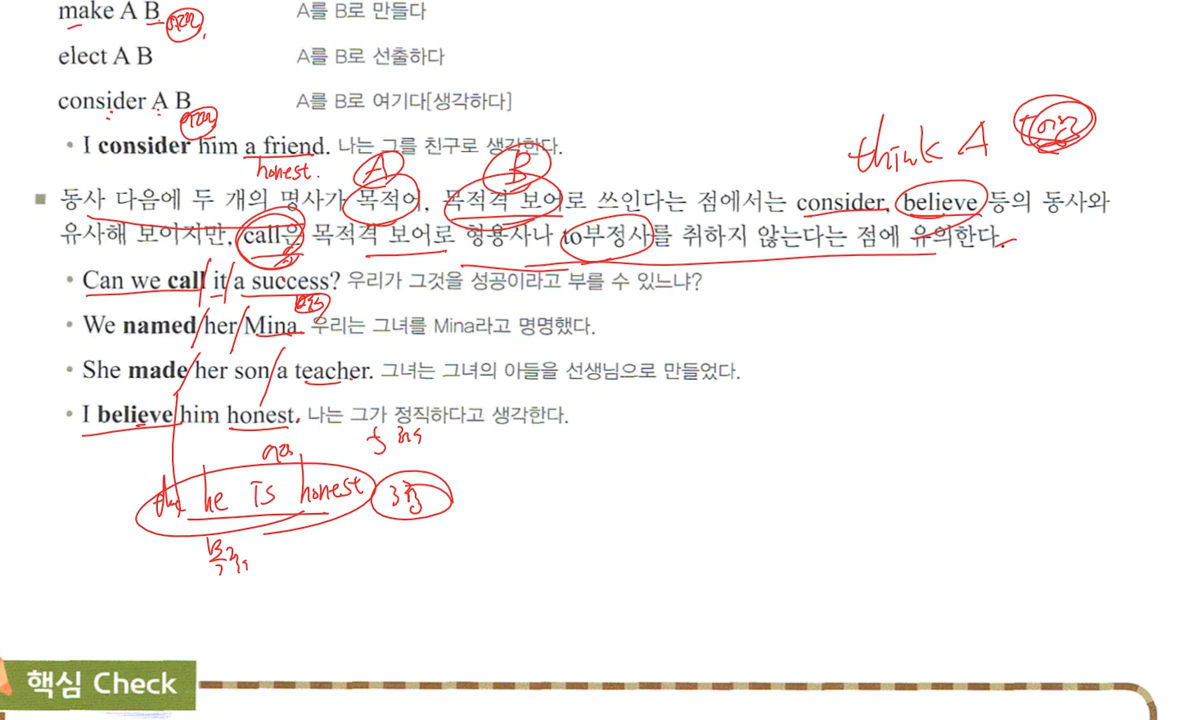 make A B
A를 B로 만들다
elect A B
A를 B로 선출하다
consider A B
A를 B로 여기다[생각하다]
• I consider him a friend. 나는 그를 친구로 생각한다.
honest.
A
B
think A
■ 동사 다음에 두 개의 명사가 목적어, 목적격 보어로 쓰인다는 점에서는 consider, believe 등의 동사와
유사해 보이지만, call은 목적격 보어로 형용사나 to부정사를 취하지 않는다는 점에 유의한다.
• Can we call it a success? 우리가 그것을 성공이라고 부를 수 있느냐?
• We named her Mina. 우리는 그녀를 Mina라고 명명했다.
• She made her son a teacher. 그녀는 그녀의 아들을 선생님으로 만들었다.
• I believe him honest. 나는 그가 정직하다고 생각한다.
he is honest
핵심 Check